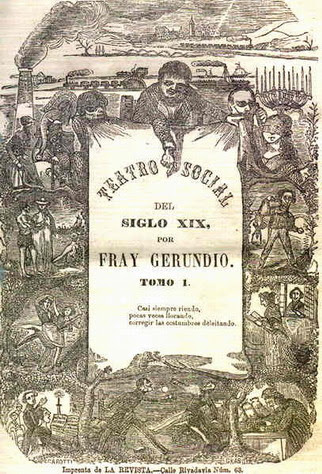 TEATRO SOCIAL
DEL
SIGLO XIX,
POR
FRAY GERUNDIO.
TOMO I.
Casi siempre riendo,
pocas veces llorando,
corregir las costumbres deleitando.
Imprenta de LA REVISTA.—Calle Rivadavia Núm. 63.